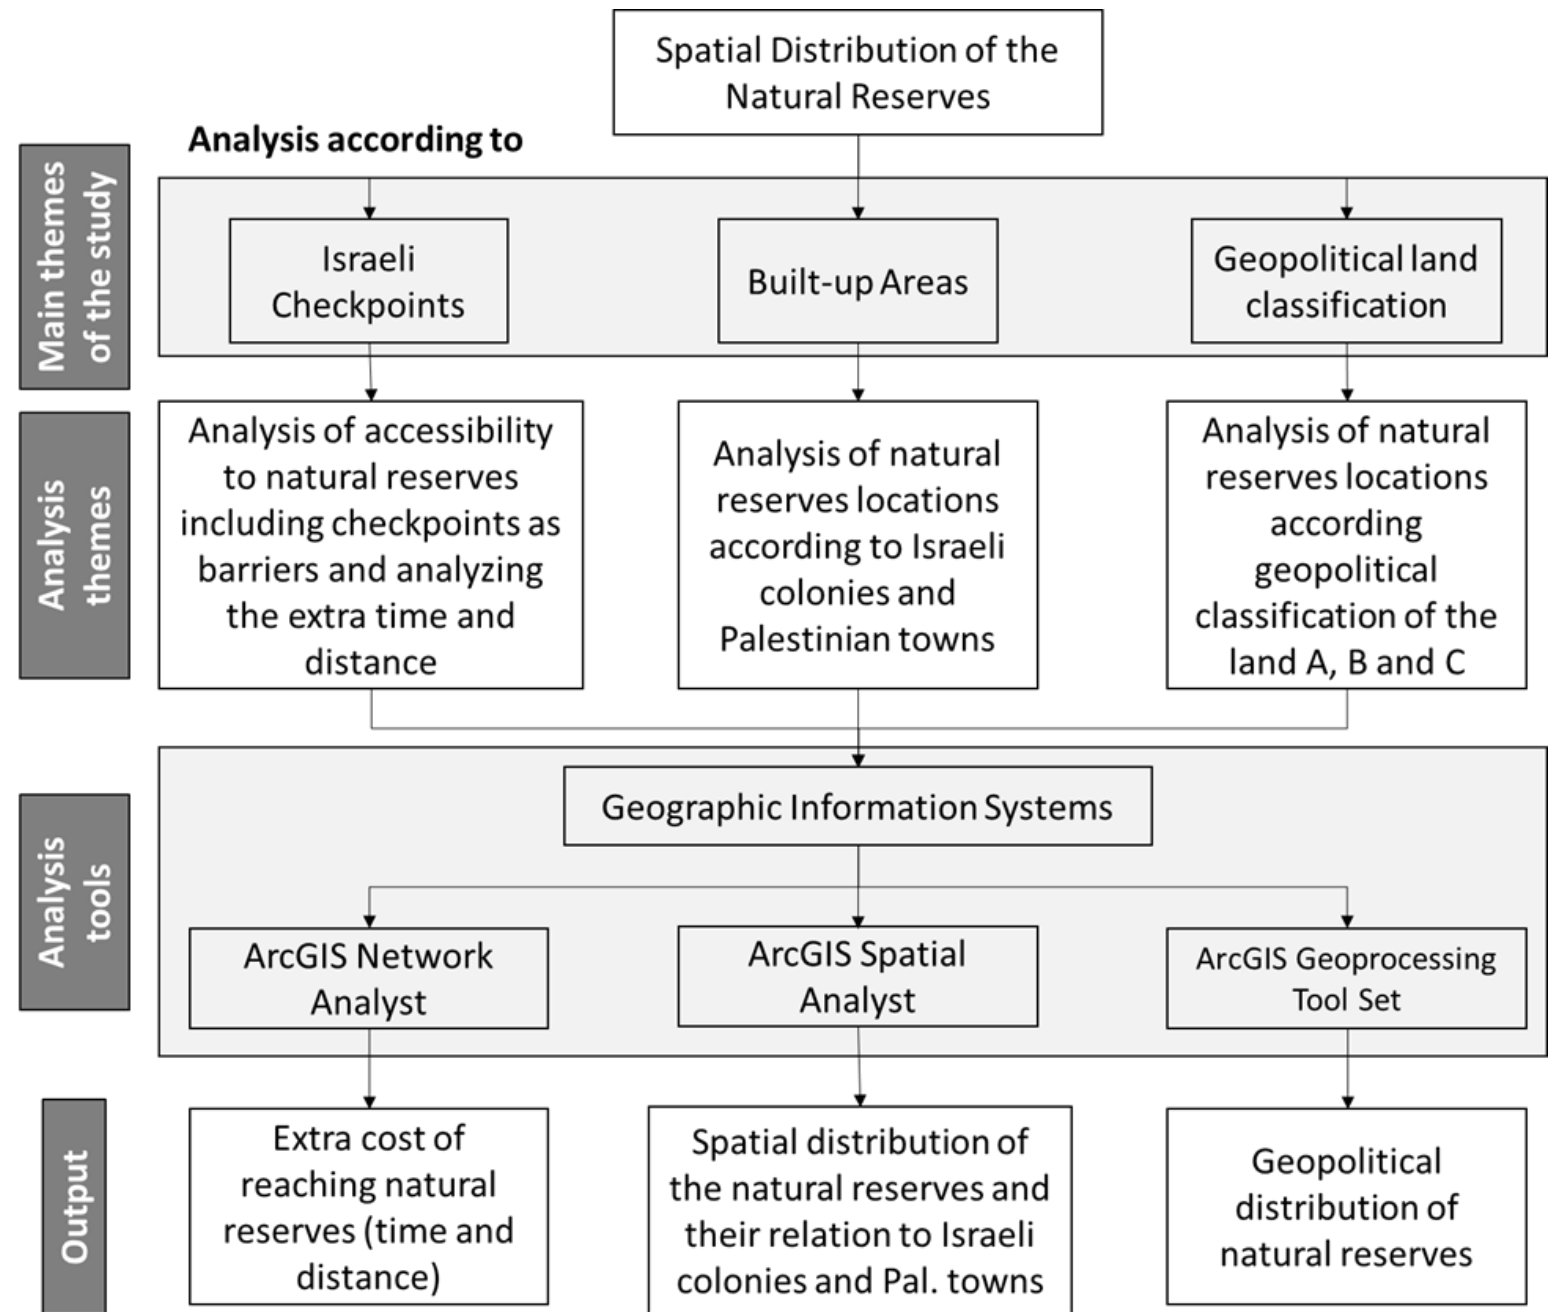 Spatial Distribution of the
Natural Reserves
Analysis according to
Main themes
of the study
Israeli
Checkpoints
Built-up Areas
Geopolitical land
classification
Analysis
themes
Analysis of accessibility
to natural reserves
including checkpoints as
barriers and analyzing
the extra time and
distance
Analysis of natural
reserves locations
according to Israeli
colonies and
Palestinian towns
Analysis of natural
reserves locations
according
geopolitical
classification of the
land A, B and C
Analysis
tools
Geographic Information Systems
ArcGIS Network
Analyst
ArcGIS Spatial
Analyst
ArcGIS Geoprocessing
Tool Set
Output
Extra cost of
reaching natural
reserves (time and
distance)
Spatial distribution of
the natural reserves and
their relation to Israeli
colonies and Pal. towns
Geopolitical
distribution of
natural reserves